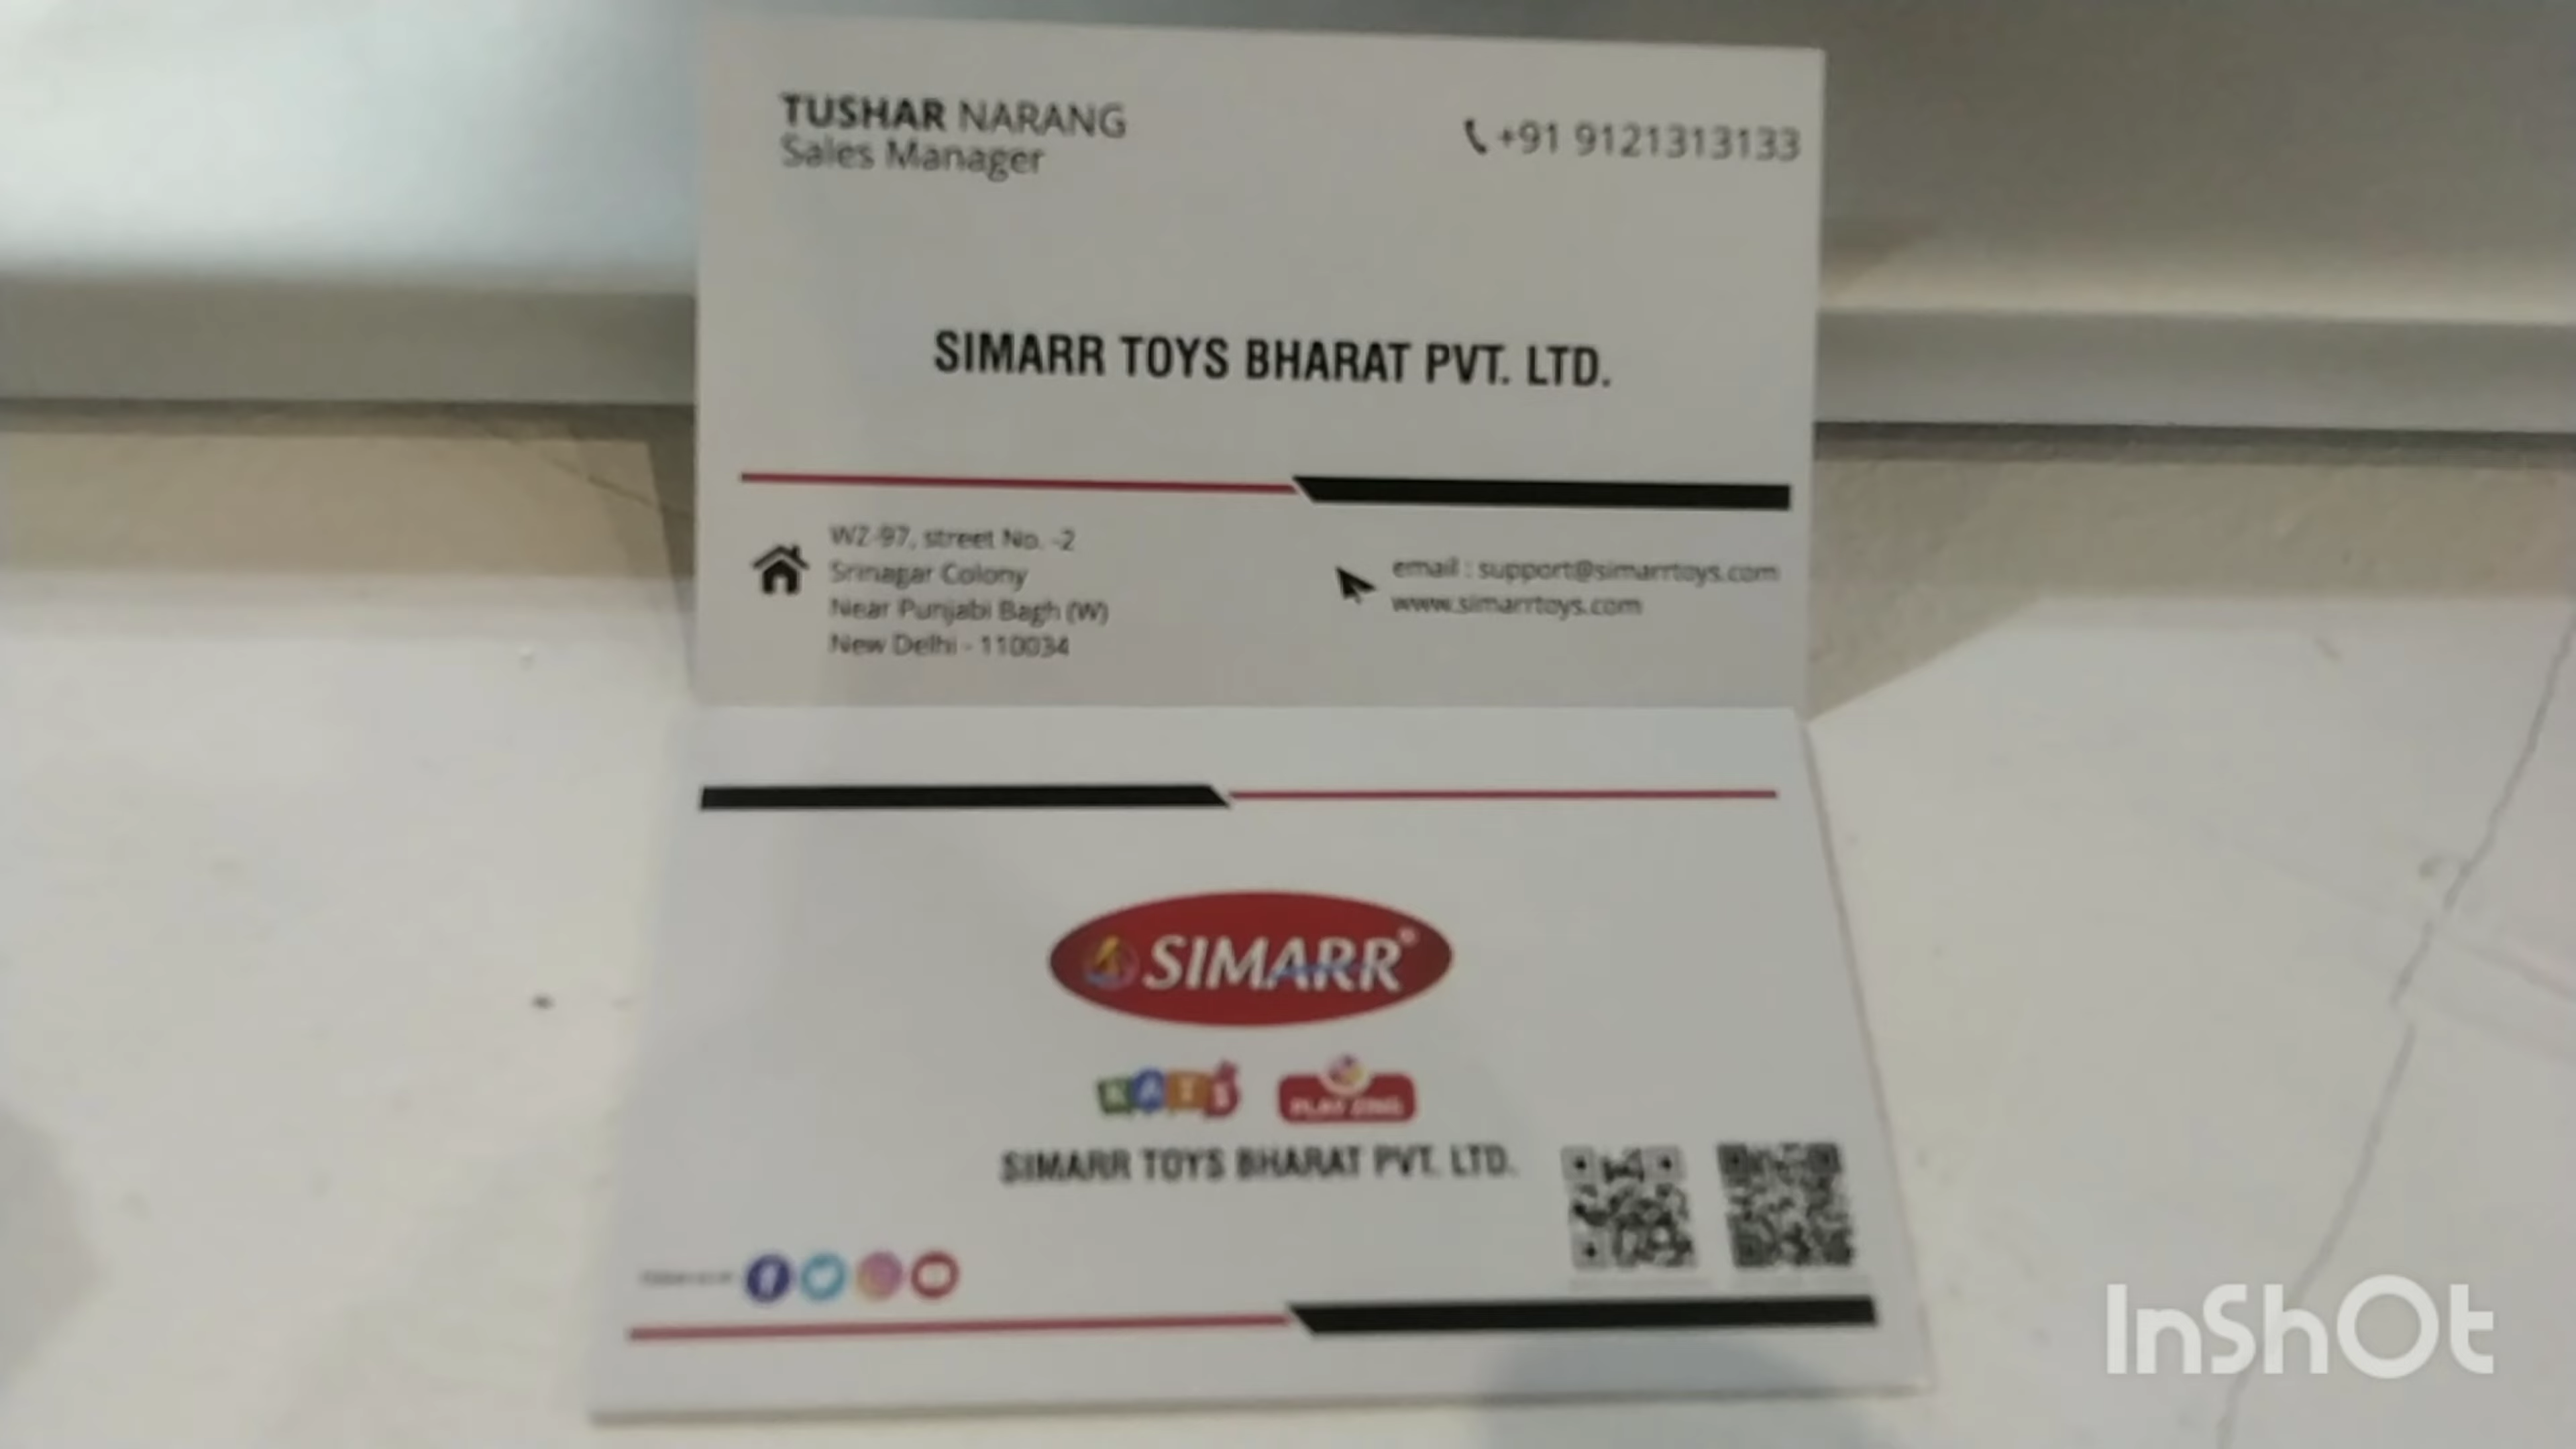 TUSHAR NARANG
Sales Manager
+91 9121313133
SIMARR TOYS BHARAT PVT. LTD.
WZ-97, street No. -2
Srinagar Colony
Near Punjabi Bagh (W)
New Delhi - 110034
email : support@simarrtoys.com
www.simarrtoys.com
SIMARR®
SIMARR TOYS BHARAT PVT. LTD.
InShOt